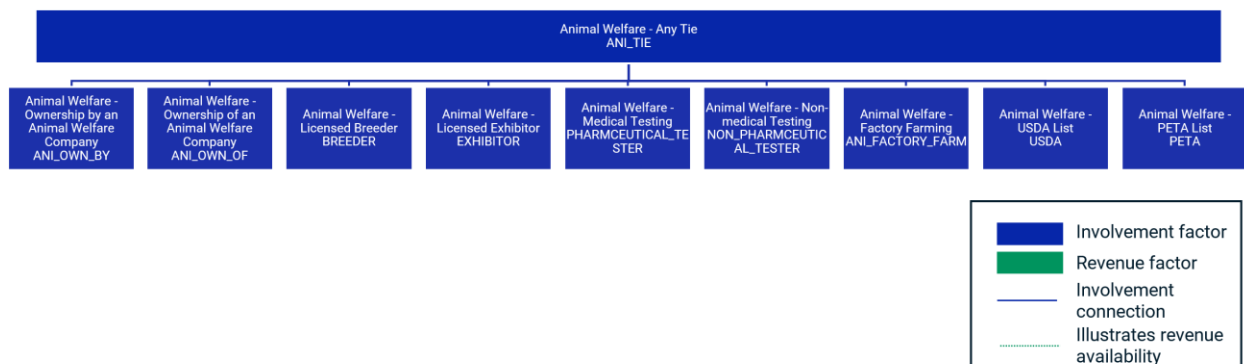 Animal Welfare - Any Tie
ANI_TIE
Animal Welfare -
Ownership by an
Animal Welfare
Company
ANI_OWN_BY
Animal Welfare -
Ownership of an
Animal Welfare
Company
ANI_OWN_OF
Animal Welfare -
Licensed Breeder
BREEDER
Animal Welfare -
Licensed Exhibitor
EXHIBITOR
Animal Welfare -
Medical Testing
PHARMCEUTICAL_TE
STER
Animal Welfare - Non-
medical Testing
NON_PHARMCEUTIC
AL_TESTER
Animal Welfare -
Factory Farming
ANI_FACTORY_FARM
Animal Welfare -
USDA List
USDA
Animal Welfare -
PETA List
PETA
Involvement factor
Revenue factor
Involvement
connection
Illustrates revenue
availability